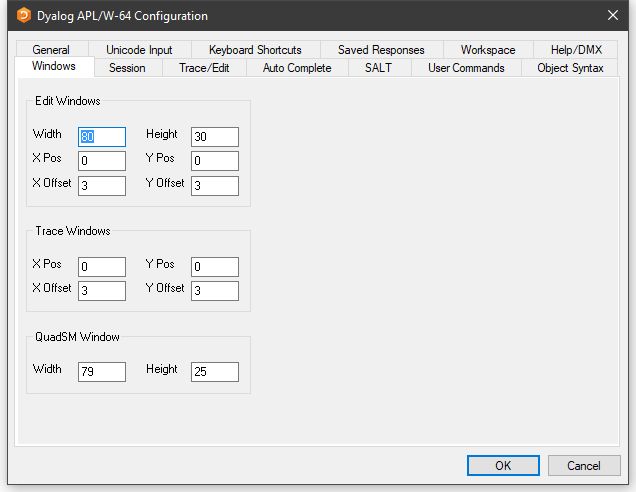 Dyalog APL/W-64 Configuration
General Unicode Input Keyboard Shortcuts Saved Responses Workspace Help/DMX
Windows Session Trace/Edit Auto Complete SALT User Commands Object Syntax
Edit Windows
Width 80 Height 30
X Pos 0 Y Pos 0
X Offset 3 Y Offset 3
Trace Windows
X Pos 0 Y Pos 0
X Offset 3 Y Offset 3
QuadSM Window
Width 79 Height 25
OK Cancel